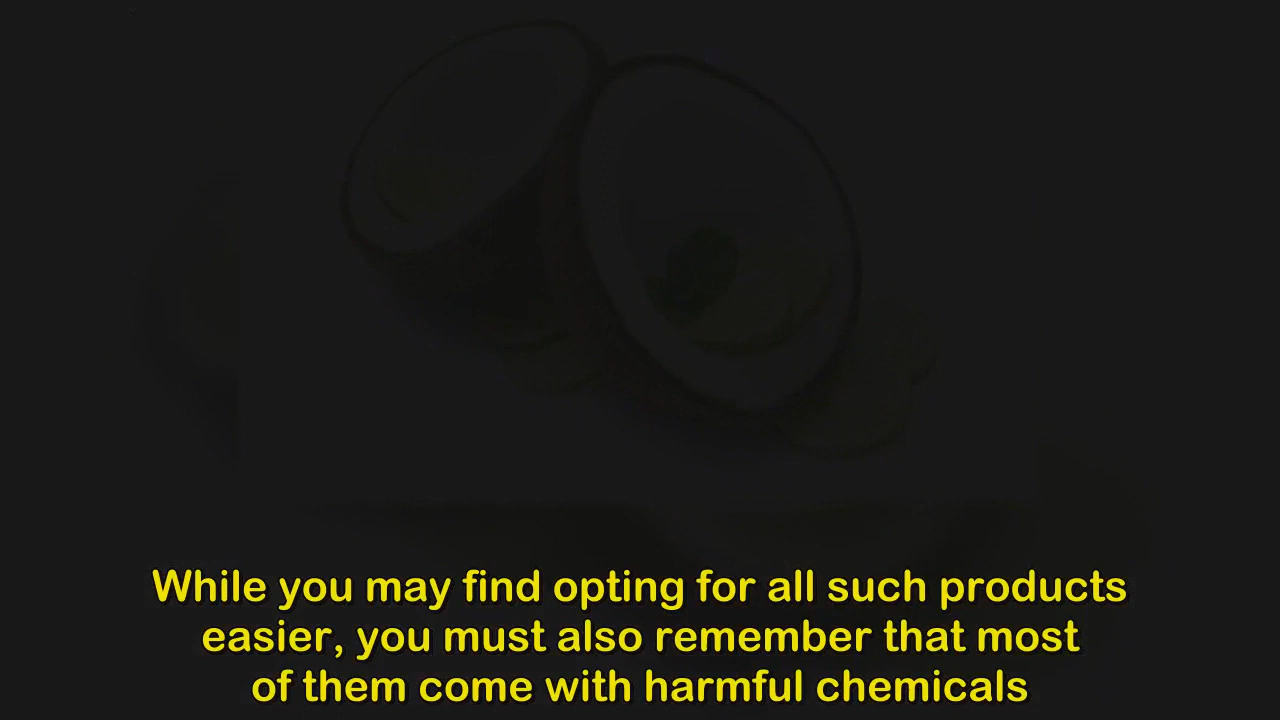 While you may find opting for all such products
easier, you must also remember that most
of them come with harmful chemicals